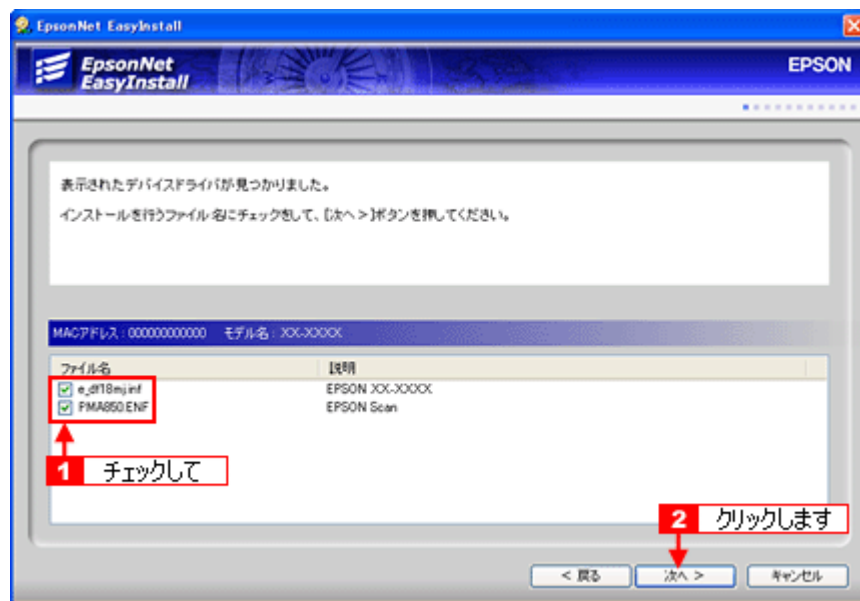 EpsonNet EasyInstall
EpsonNet
EasyInstall
EPSON
表示されたデバイスドライバが見つかりました。
インストールを行うファイル名にチェックをして、[次へ >]ボタンを押してください。
MACアドレス : 000000000000 モデル名 : XX-XXXX
ファイル名 説明
e_df18mj.inf EPSON XX-XXXX
PMA850.ENF EPSON Scan
1 チェックして
2 クリックします
< 戻る 次へ > キャンセル